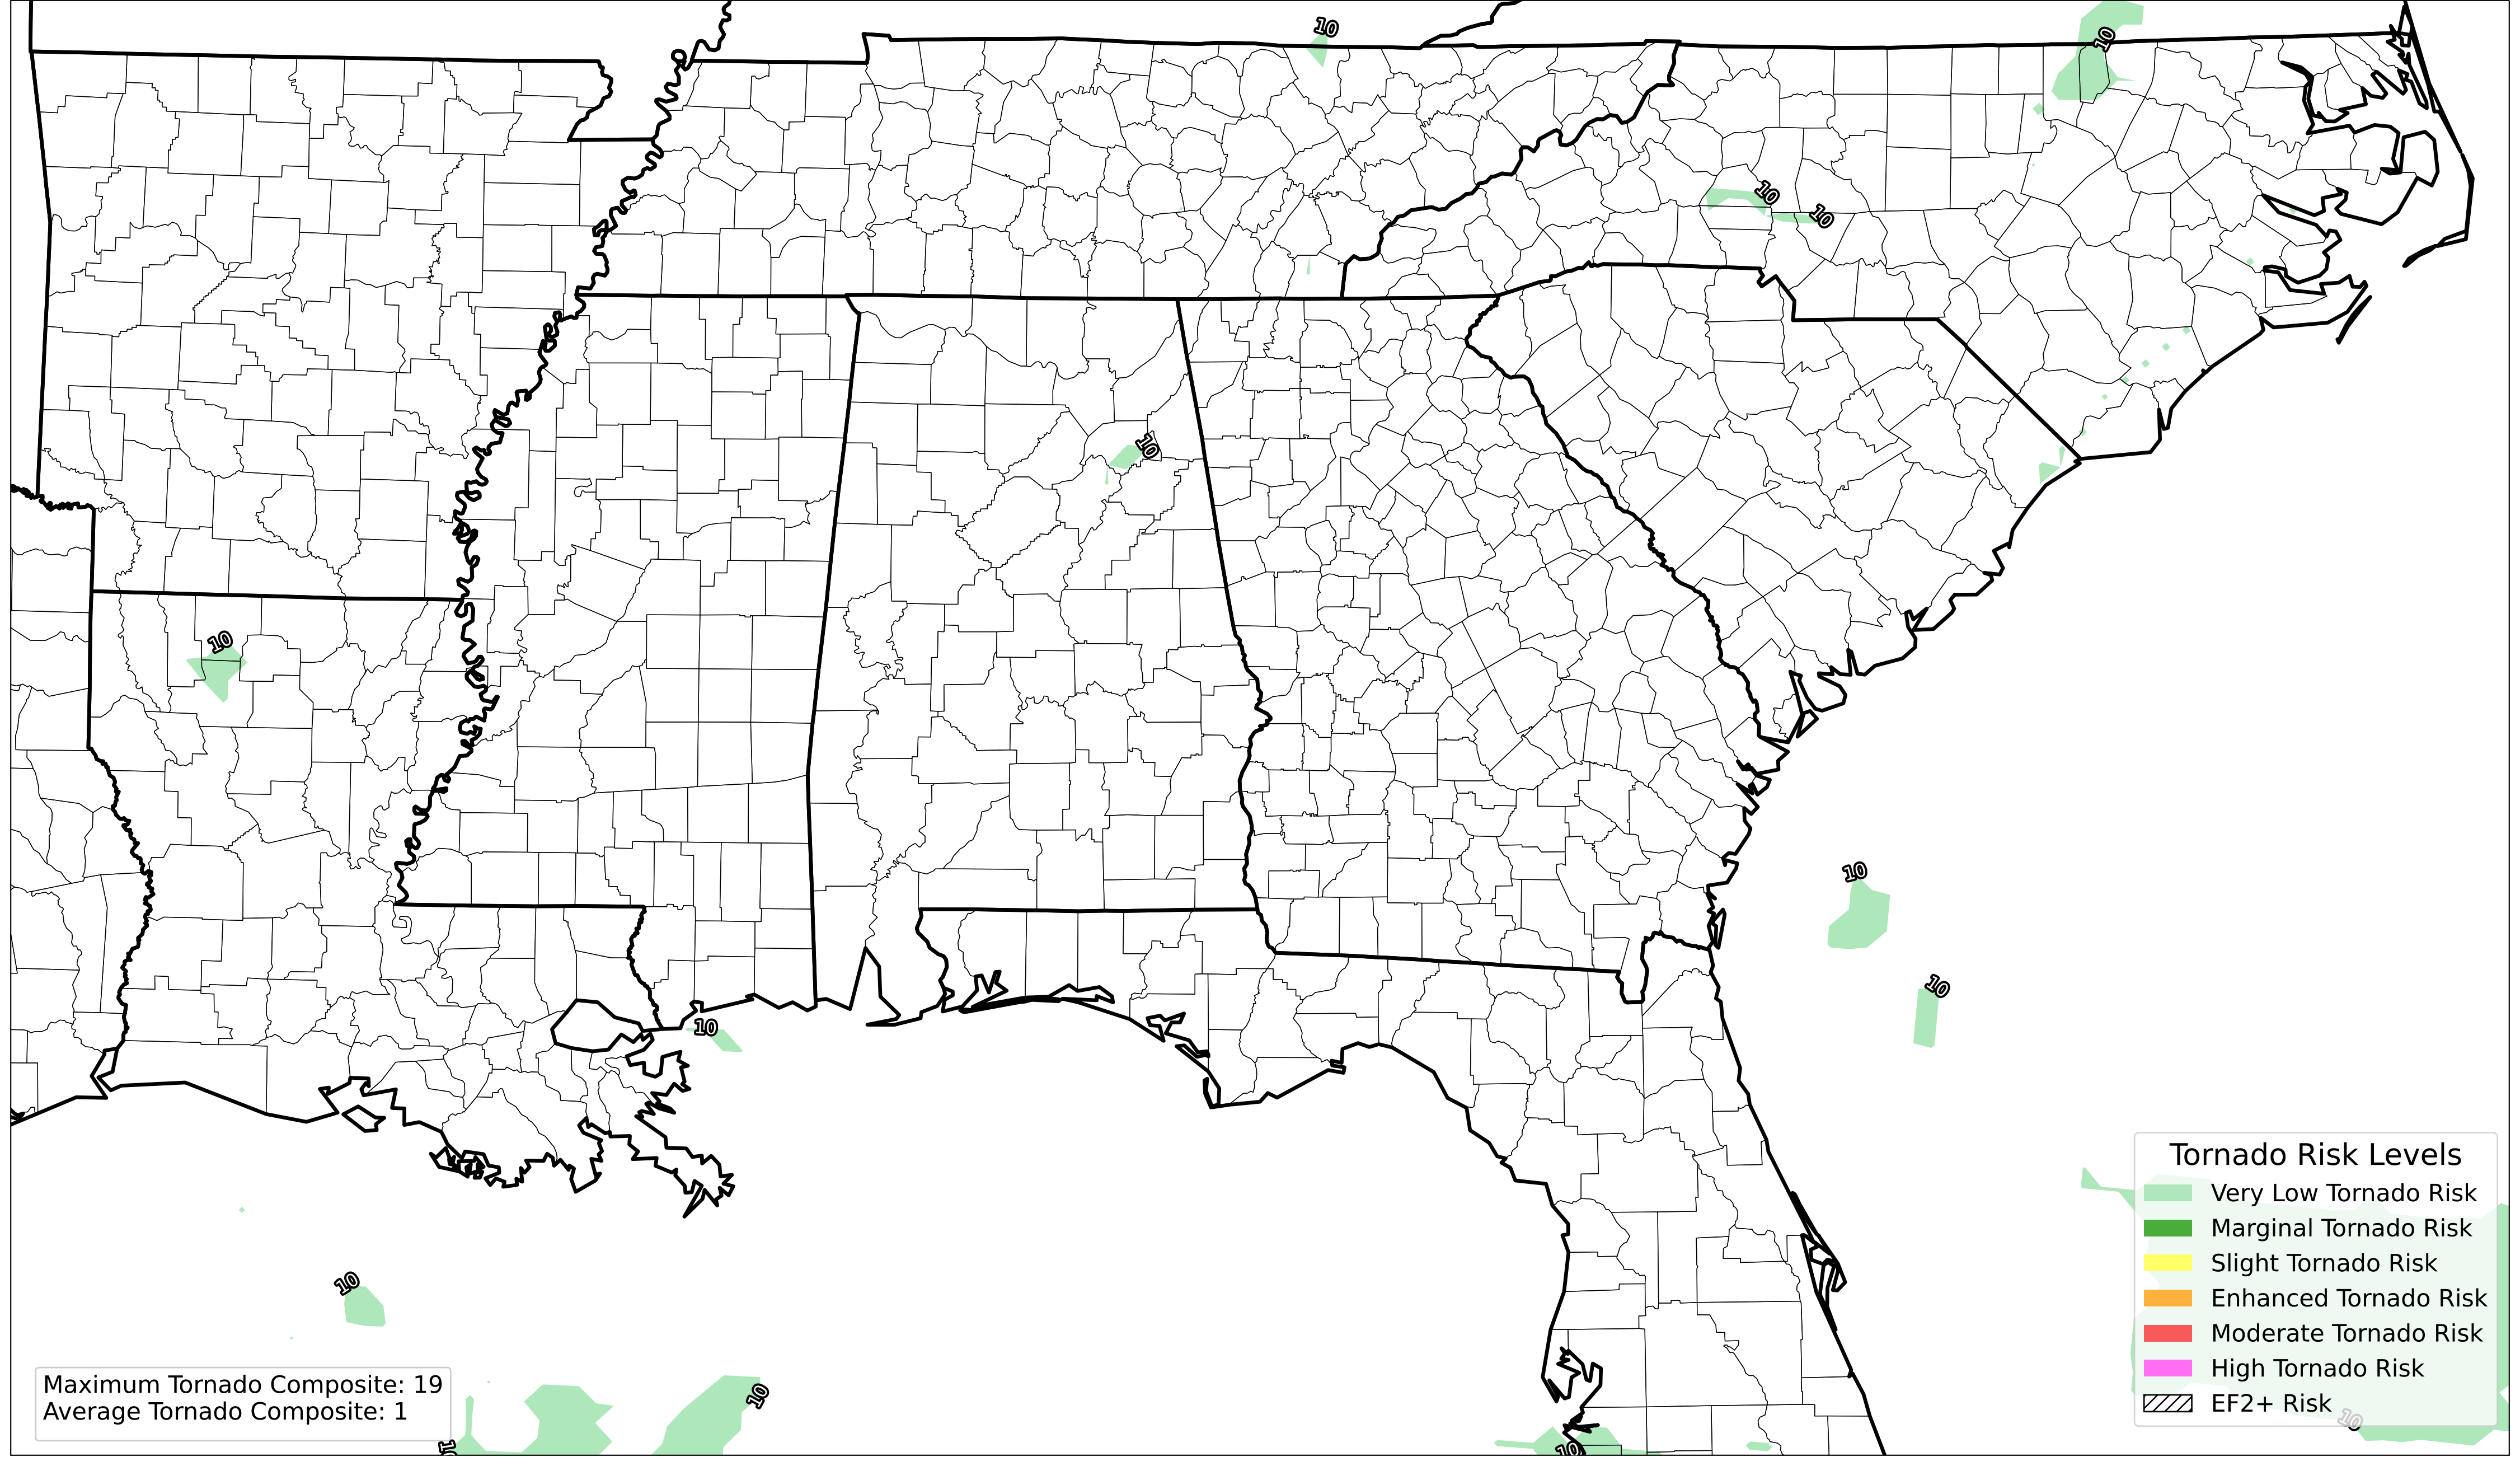 10
10
10
10
10
10
10
10
10
10
10
10
10
10
Tornado Risk Levels
Very Low Tornado Risk
Marginal Tornado Risk
Slight Tornado Risk
Enhanced Tornado Risk
Moderate Tornado Risk
High Tornado Risk
EF2+ Risk
Maximum Tornado Composite: 19
Average Tornado Composite: 1